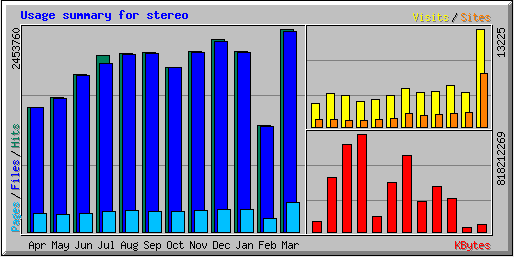 Usage summary for stereo
Visits / Sites
2453760
13225
818212269
Pages / Files / Hits
Apr May Jun Jul Aug Sep Oct Nov Dec Jan Feb Mar
KBytes